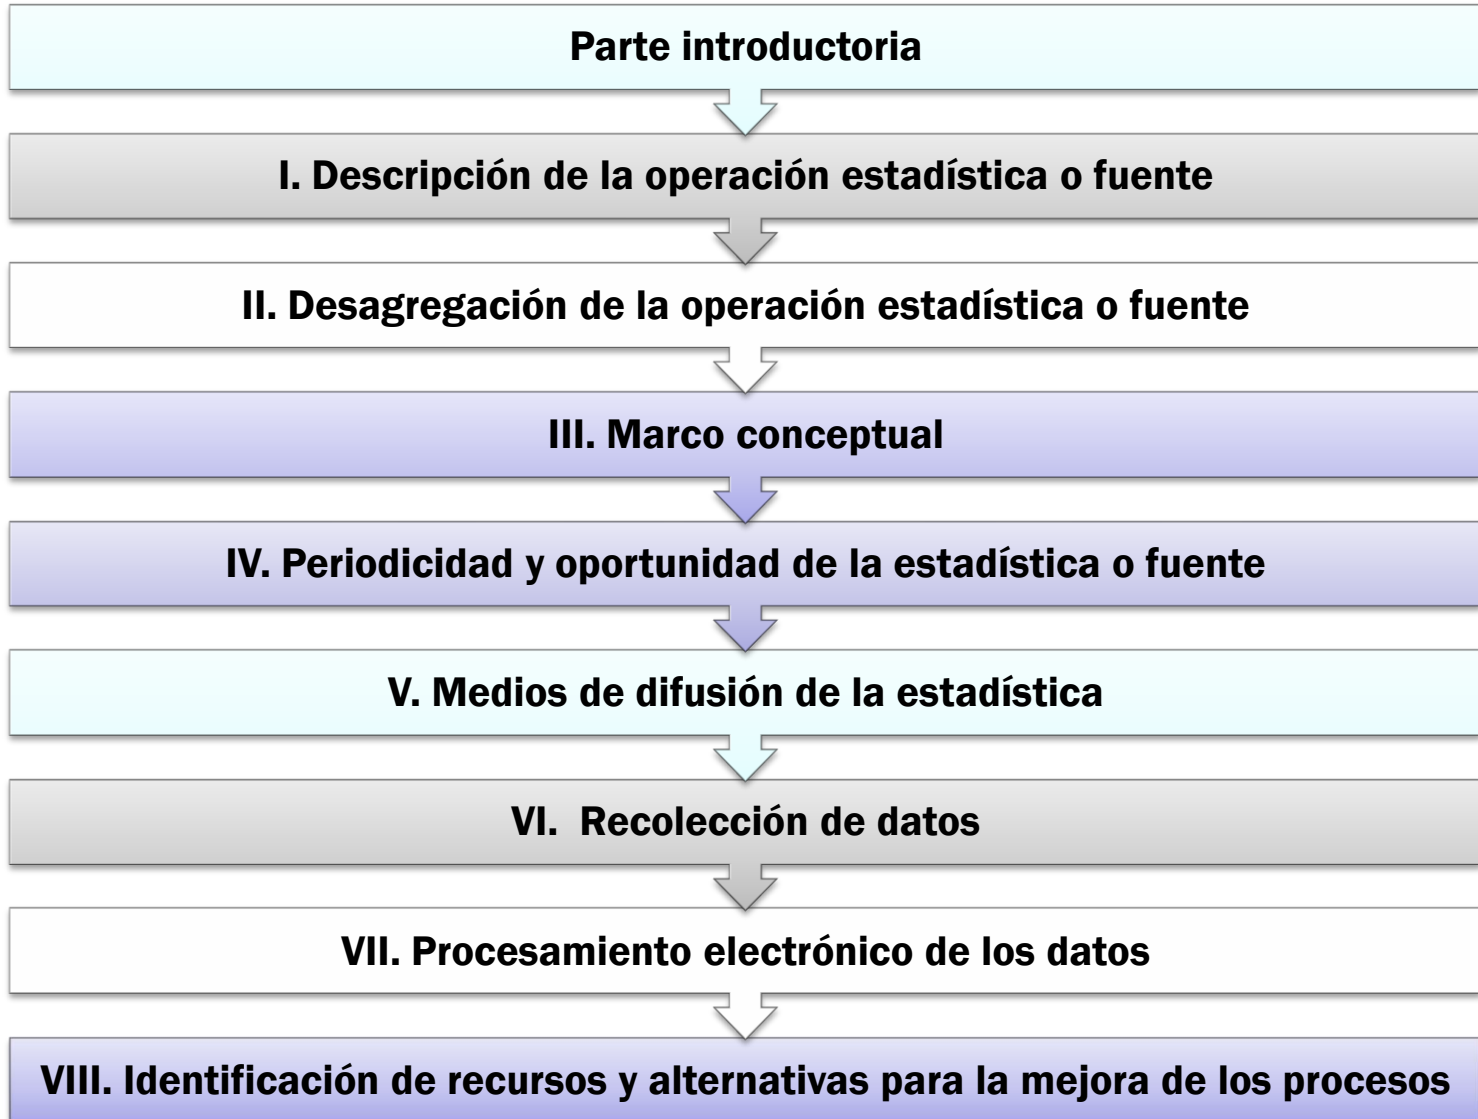 Parte introductoria
I. Descripción de la operación estadística o fuente
II. Desagregación de la operación estadística o fuente
III. Marco conceptual
IV. Periodicidad y oportunidad de la estadística o fuente
V. Medios de difusión de la estadística
VI. Recolección de datos
VII. Procesamiento electrónico de los datos
VIII. Identificación de recursos y alternativas para la mejora de los procesos